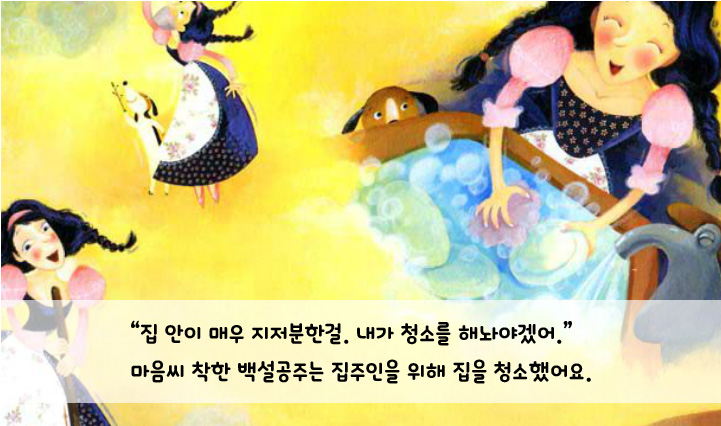 “집 안이 매우 지저분한걸. 내가 청소를 해놔야겠어.”
마음씨 착한 백설공주는 집주인을 위해 집을 청소했어요.